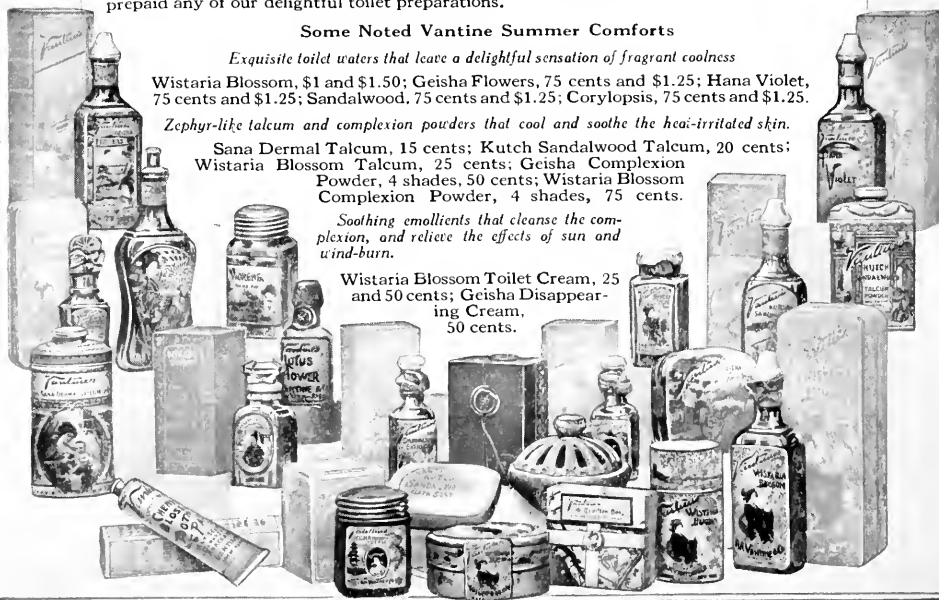 prepaid any of our delightful toilet preparations.
Some Noted Vantine Summer Comforts
Exquisite toilet waters that leave a delightful sensation of fragrant coolness
Wistaria Blossom, $1 and $1.50; Geisha Flowers, 75 cents and $1.25; Hana Violet,
75 cents and $1.25; Sandalwood, 75 cents and $1.25; Corylopsis, 75 cents and $1.25.
Zephyr-like talcum and complexion powders that cool and soothe the heat-irritated skin.
Sana Dermal Talcum, 15 cents; Kutch Sandalwood Talcum, 20 cents;
Wistaria Blossom Talcum, 25 cents; Geisha Complexion
Powder, 4 shades, 50 cents; Wistaria Blossom
Complexion Powder, 4 shades, 75 cents.
Soothing emollients that cleanse the com-
plexion, and relieve the effects of sun and
wind-burn.
Wistaria Blossom Toilet Cream, 25
and 50 cents; Geisha Disappear-
ing Cream,
50 cents.
Vantine's
Vantine's
VIOLET
Vantine's
KUTCH
SANDALWOOD
TALCUM
POWDER
Vantine's
LOTUS
FLOWER
Vantine's
WISTARIA
BLOSSOM